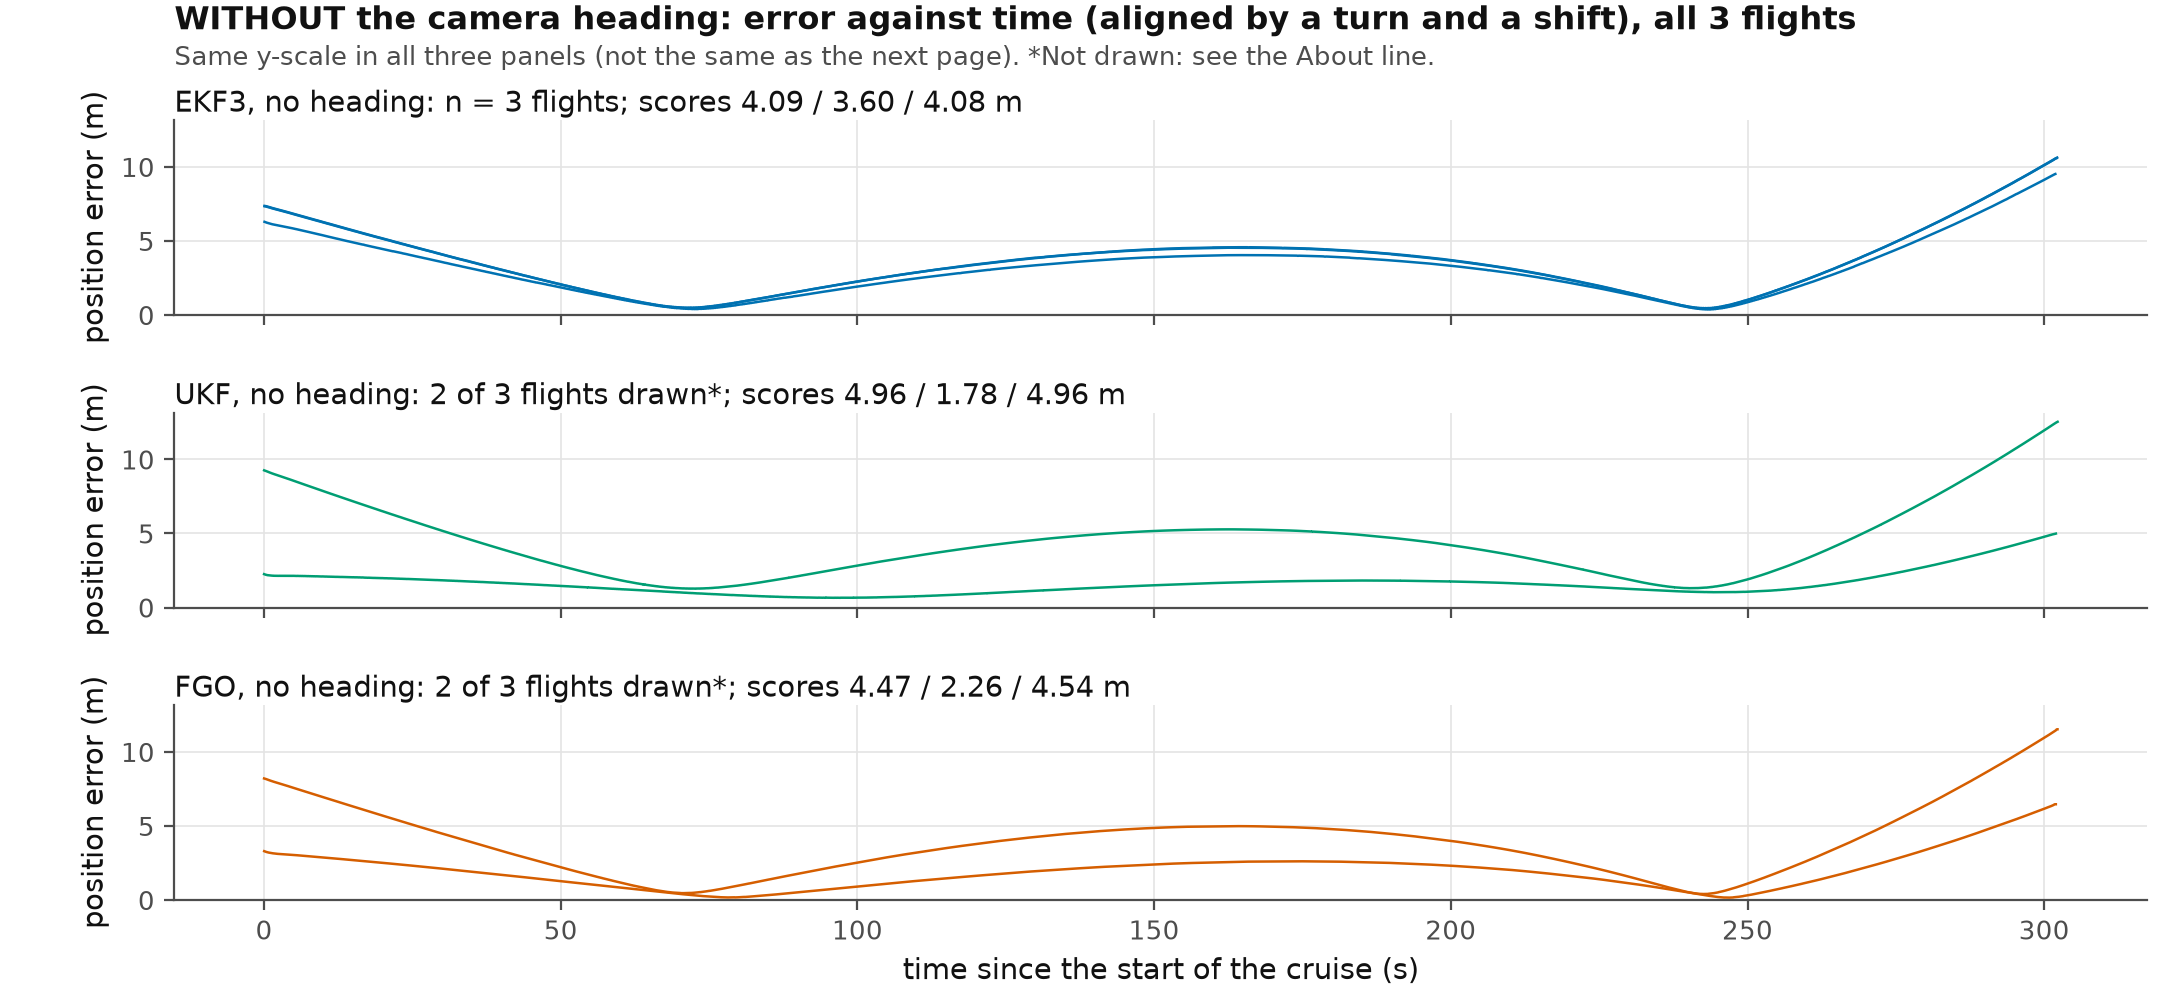 WITHOUT the camera heading: error against time (aligned by a turn and a shift), all 3 flights
Same y-scale in all three panels (not the same as the next page). *Not drawn: see the About line.
EKF3, no heading: n = 3 flights; scores 4.09 / 3.60 / 4.08 m
position error (m)
10
5
0
UKF, no heading: 2 of 3 flights drawn*; scores 4.96 / 1.78 / 4.96 m
position error (m)
10
5
0
FGO, no heading: 2 of 3 flights drawn*; scores 4.47 / 2.26 / 4.54 m
position error (m)
10
5
0
0 50 100 150 200 250 300
time since the start of the cruise (s)